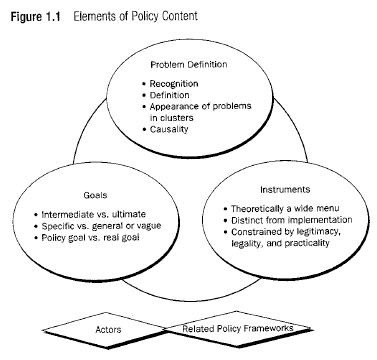 Figure 1.1 Elements of Policy Content
Problem Definition
• Recognition
• Definition
• Appearance of problems
in clusters
• Causality
Goals
• Intermediate vs. ultimate
• Specific vs. general or vague
• Policy goal vs. real goal
Instruments
• Theoretically a wide menu
• Distinct from implementation
• Constrained by legitimacy,
legality, and practicality
Actors
Related Policy Frameworks